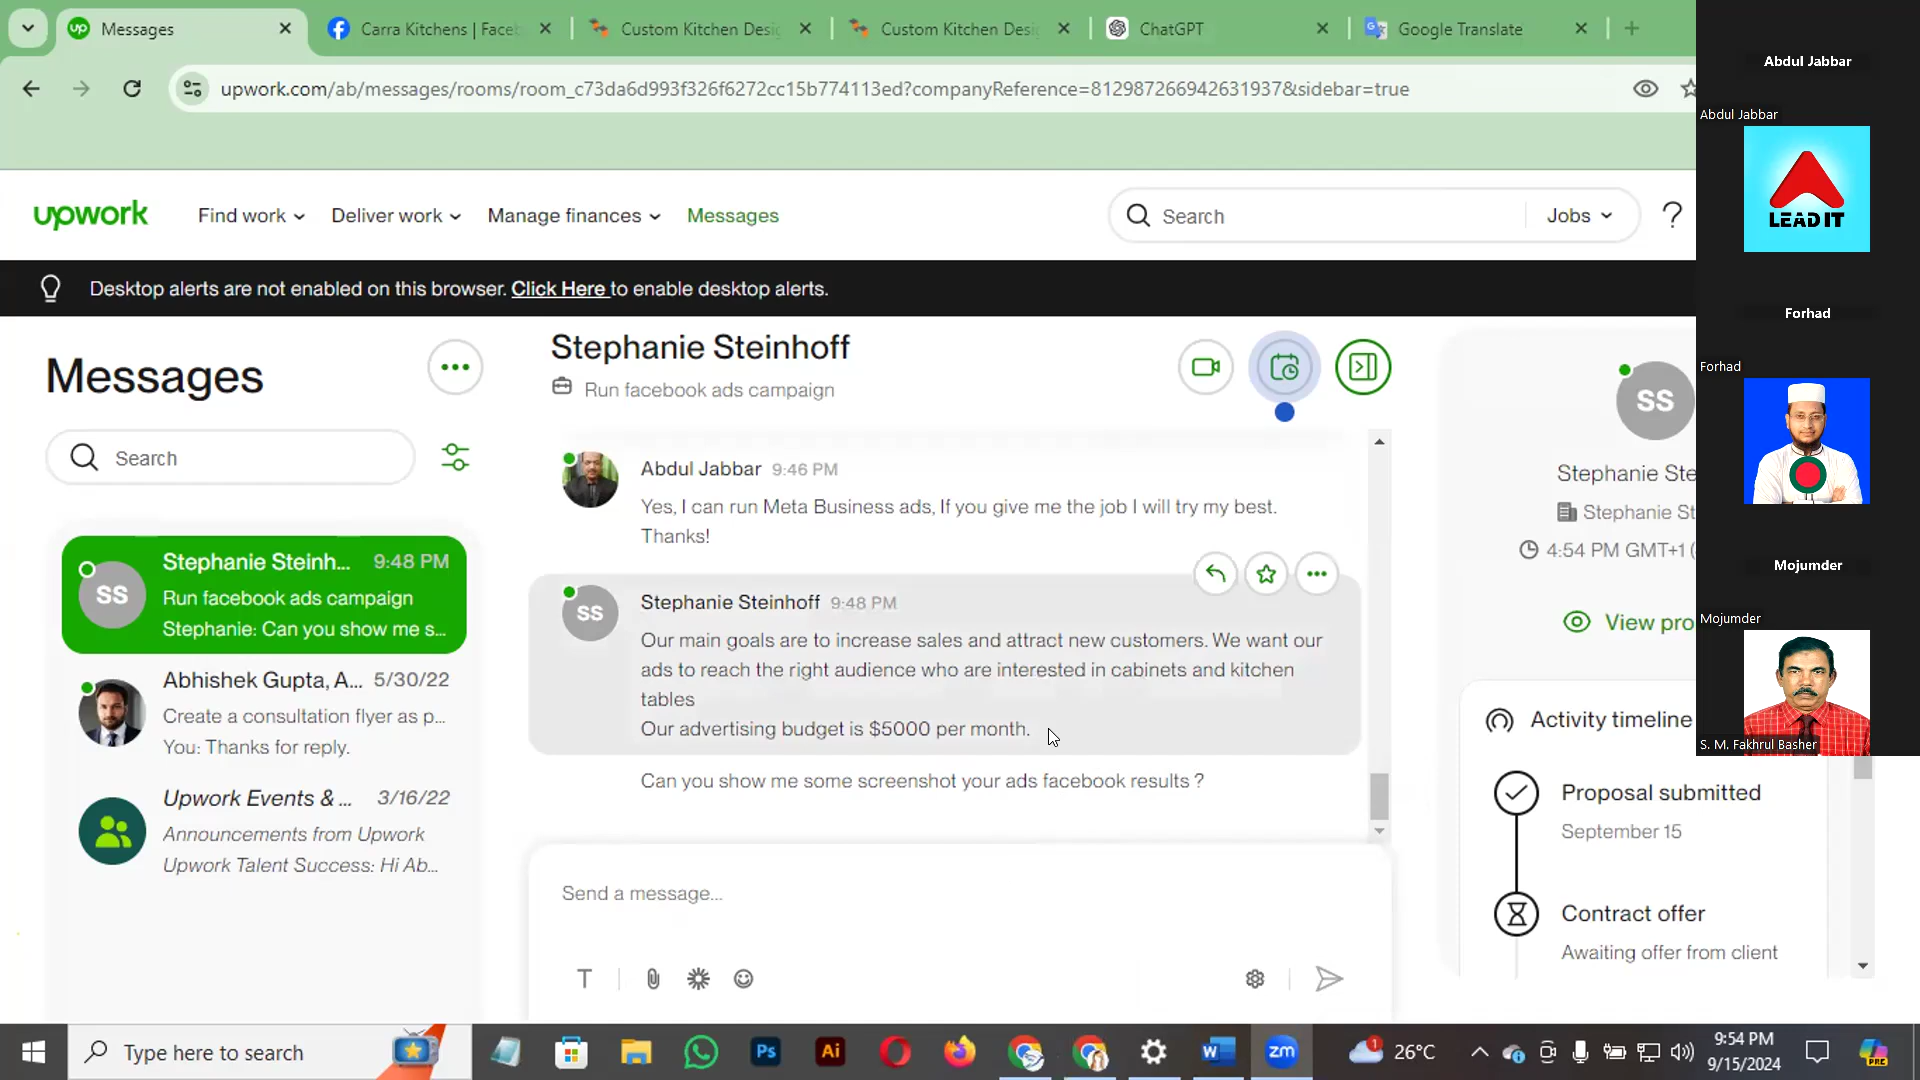 Messages
Carra Kitchens | Faceb
Custom Kitchen Desig
Custom Kitchen Desi
ChatGPT
Google Translate
upwork.com/ab/messages/rooms/room_c73da6d993f326f6272cc15b774113ed?companyReference=812987266942631937&sidebar=true
upwork
Find work
Deliver work
Manage finances
Messages
Search
Jobs
Desktop alerts are not enabled on this browser. Click Here to enable desktop alerts.
Messages
Search
Stephanie Steinh... 9:48 PM
SS
Run facebook ads campaign
Stephanie: Can you show me s...
Abhishek Gupta, A... 5/30/22
Create a consultation flyer as p...
You: Thanks for reply.
Upwork Events & ... 3/16/22
Announcements from Upwork
Upwork Talent Success: Hi Ab...
Stephanie Steinhoff
Run facebook ads campaign
Abdul Jabbar 9:46 PM
Yes, I can run Meta Business ads, If you give me the job I will try my best.
Thanks!
SS
Stephanie Steinhoff 9:48 PM
Our main goals are to increase sales and attract new customers. We want our
ads to reach the right audience who are interested in cabinets and kitchen
tables
Our advertising budget is $5000 per month.
Can you show me some screenshot your ads facebook results ?
Send a message...
SS
Stephanie Ste
Stephanie St
4:54 PM GMT+1 (
View pro
Activity timeline
Proposal submitted
September 15
Contract offer
Awaiting offer from client
Abdul Jabbar
Abdul Jabbar
LEAD IT
Forhad
Forhad
Mojumder
Mojumder
S. M. Fakhrul Basher
Type here to search
Ps
Ai
W
zm
1
26°C
9:54 PM
9/15/2024
PRE